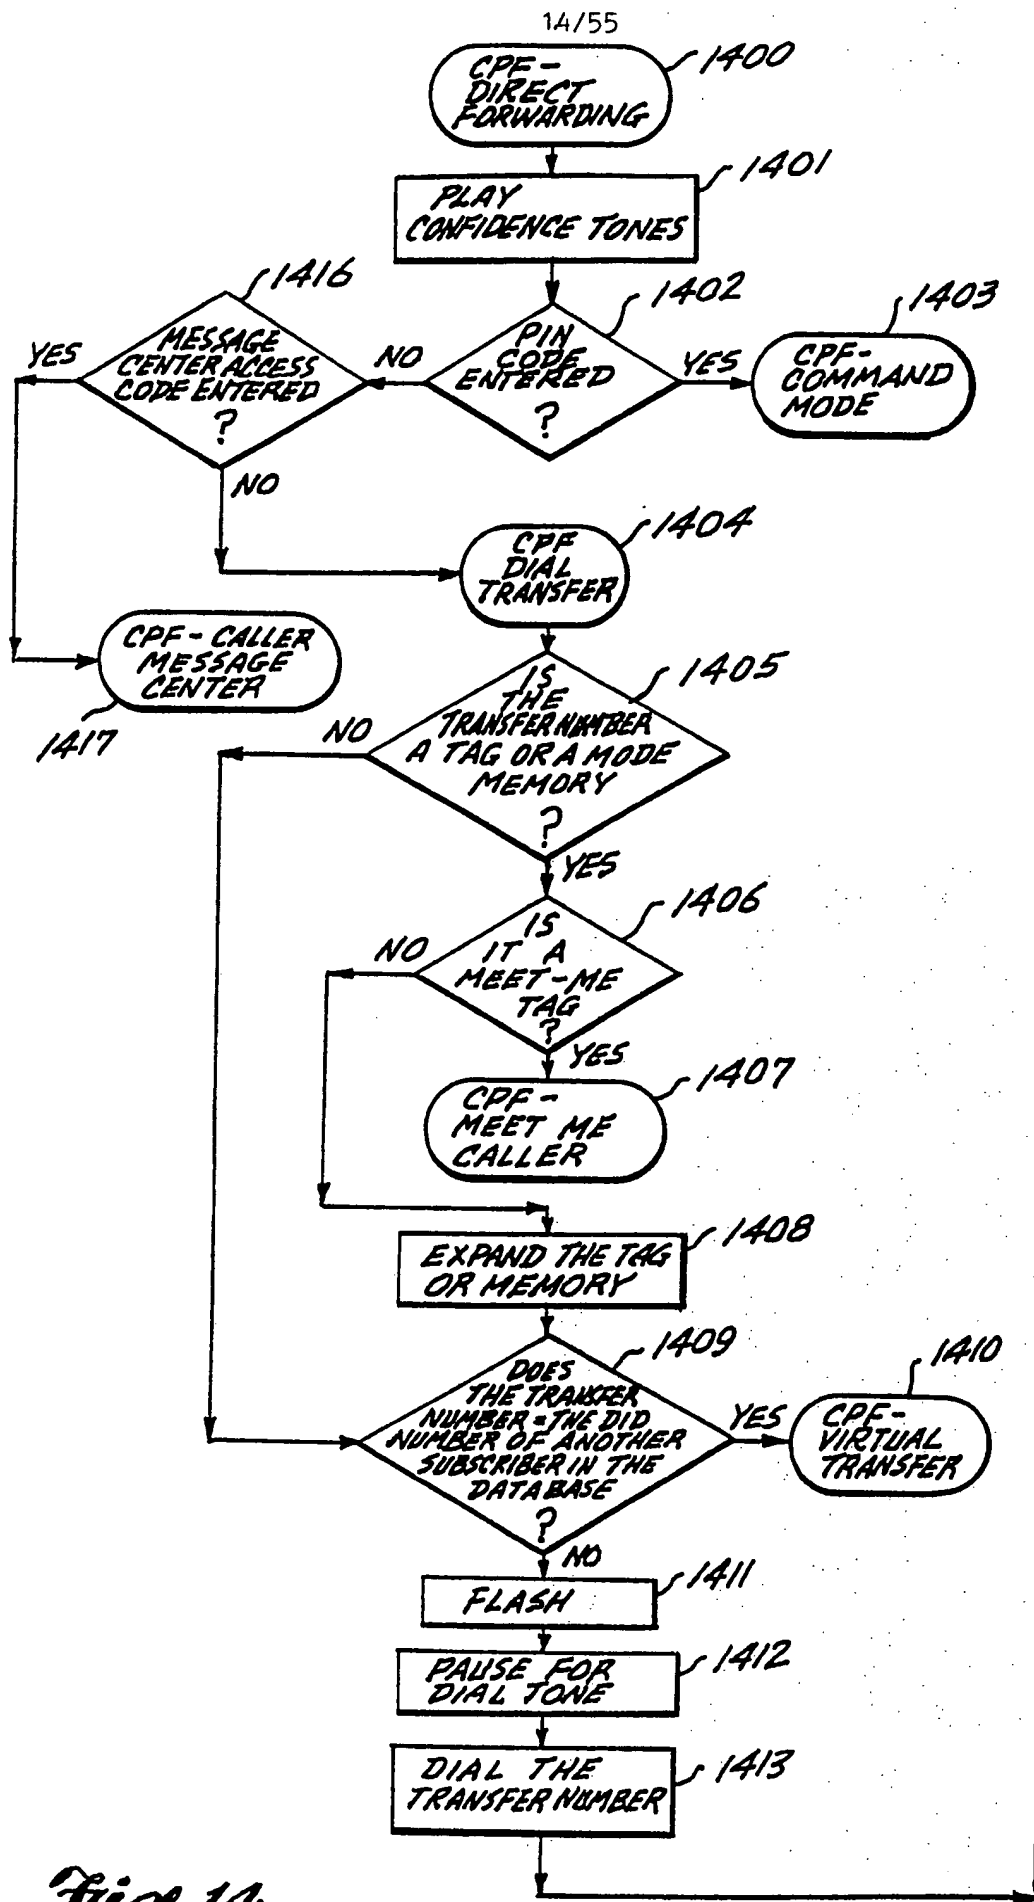 14/55
CPF-
DIRECT
FORWARDING
1400
PLAY
CONFIDENCE TONES
1401
1416
MESSAGE
CENTER ACCESS
CODE ENTERED
?
YES
NO
1402
PIN
CODE
ENTERED
?
YES
1403
CPF-
COMMAND
MODE
NO
1404
CPF
DIAL
TRANSFER
CPF-CALLER
MESSAGE
CENTER
1417
1405
IS
THE
TRANSFER NUMBER
A TAG OR A MODE
MEMORY
?
NO
YES
1406
IS
IT A
MEET-ME
TAG
?
NO
YES
1407
CPF-
MEET ME
CALLER
1408
EXPAND THE TAG
OR MEMORY
1409
DOES
THE TRANSFER
NUMBER = THE DID
NUMBER OF ANOTHER
SUBSCRIBER IN THE
DATABASE
?
YES
1410
CPF-
VIRTUAL
TRANSFER
NO
FLASH
1411
PAUSE FOR
DIAL TONE
1412
DIAL THE
TRANSFER NUMBER
1413
Fig. 14